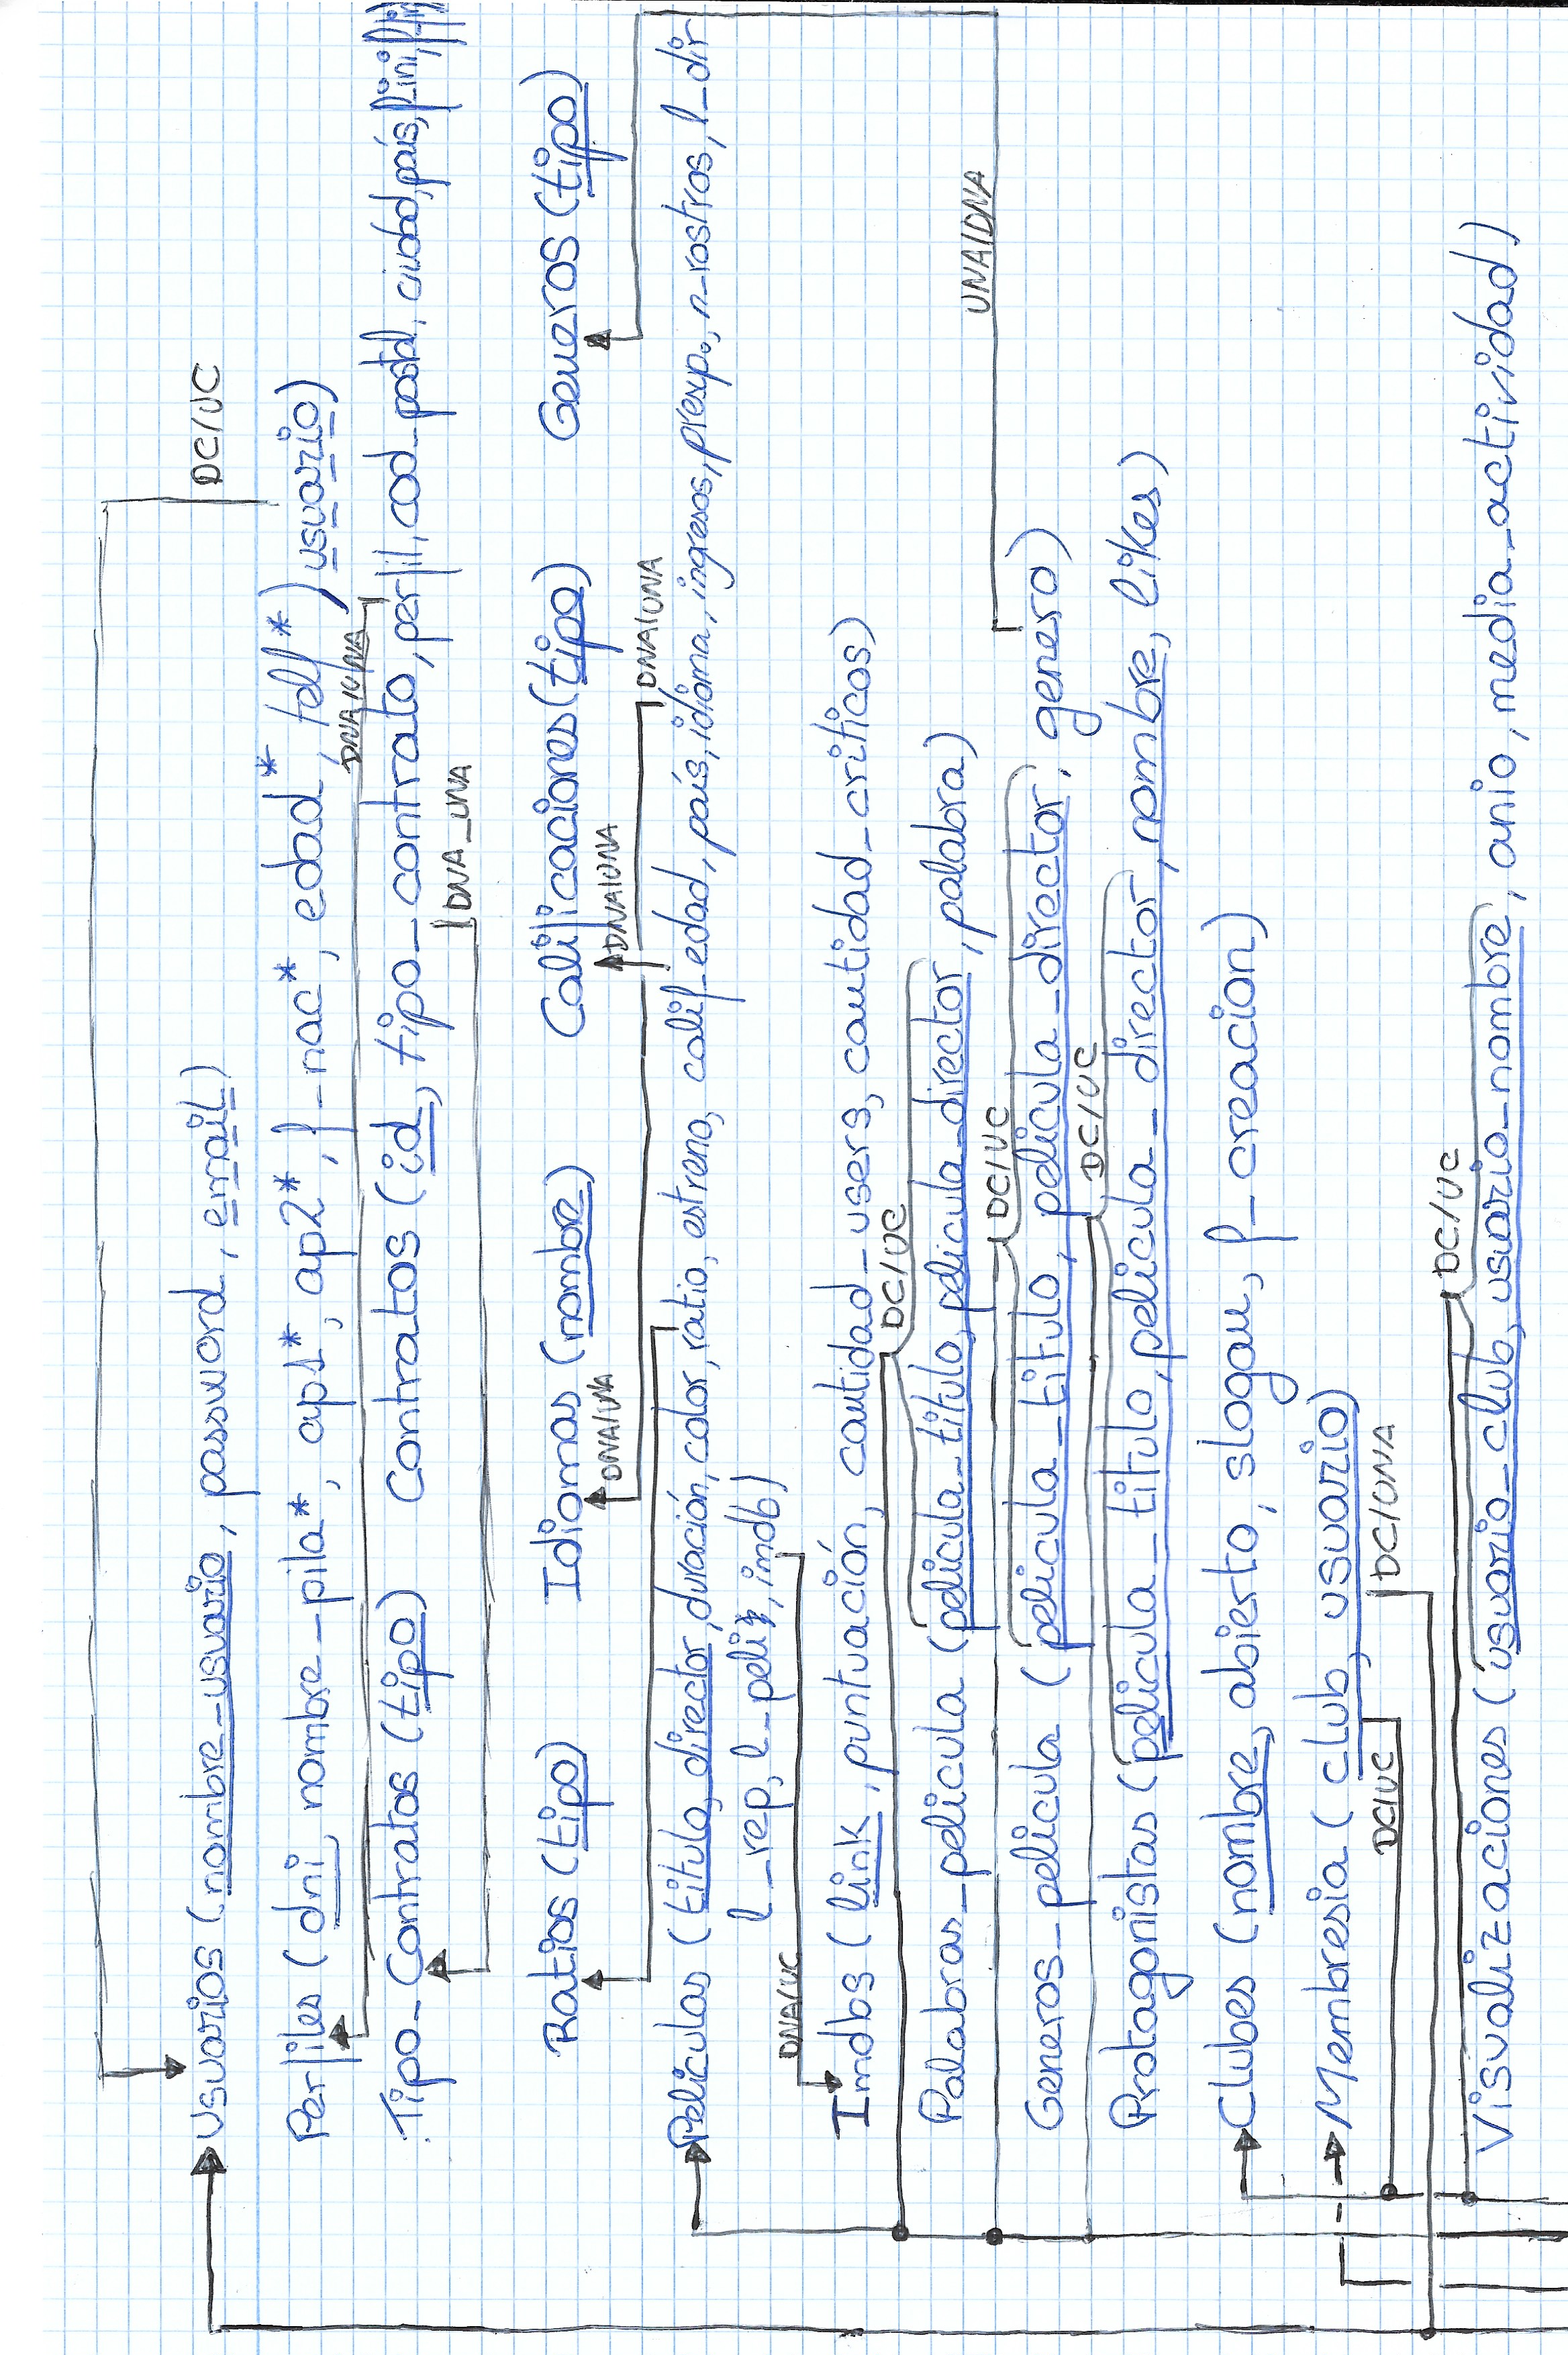 DC/UC
Usuarios (nombre_usuario, password, email)
Perfiles (dni, nombre_pila*, ap1*, ap2*, f_nac*, edad*, telf*, usuario)
DNA/UNA
Tipo_Contratos (tipo) Contratos (id, tipo_contrato, perfil, cod_postal, ciudad, país, f_ini,
DNA_UNA
Ratios (tipo) Idiomas (nombre) Calificaciones (tipo) Generos (tipo)
DNA/UNA DNA/UNA DNA/UNA
Peliculas (titulo, director, duración, color, ratio, estreno, calif_edad, país, idioma, ingresos, presup., n_rostros, l_dir
l_rep, l_peli, imdb)
DNA/UC
Imdbs (link, puntuación, cantidad_users, cantidad_criticos)
DC/UC
Palabras_pelicula (pelicula_titulo, pelicula_director, palabra)
DC/UC UNA/DNA
Generos_pelicula (pelicula_titulo, pelicula_director, genero)
DC/UC
Protagonistas (pelicula_titulo, pelicula_director, nombre, likes)
Clubes (nombre, abierto, slogan, f_creacion)
Membresia (club, usuario)
DC/UC DC/UNA
DC/UC
Visualizaciones (usuario_club, usuario_nombre, anio, media_actividad)